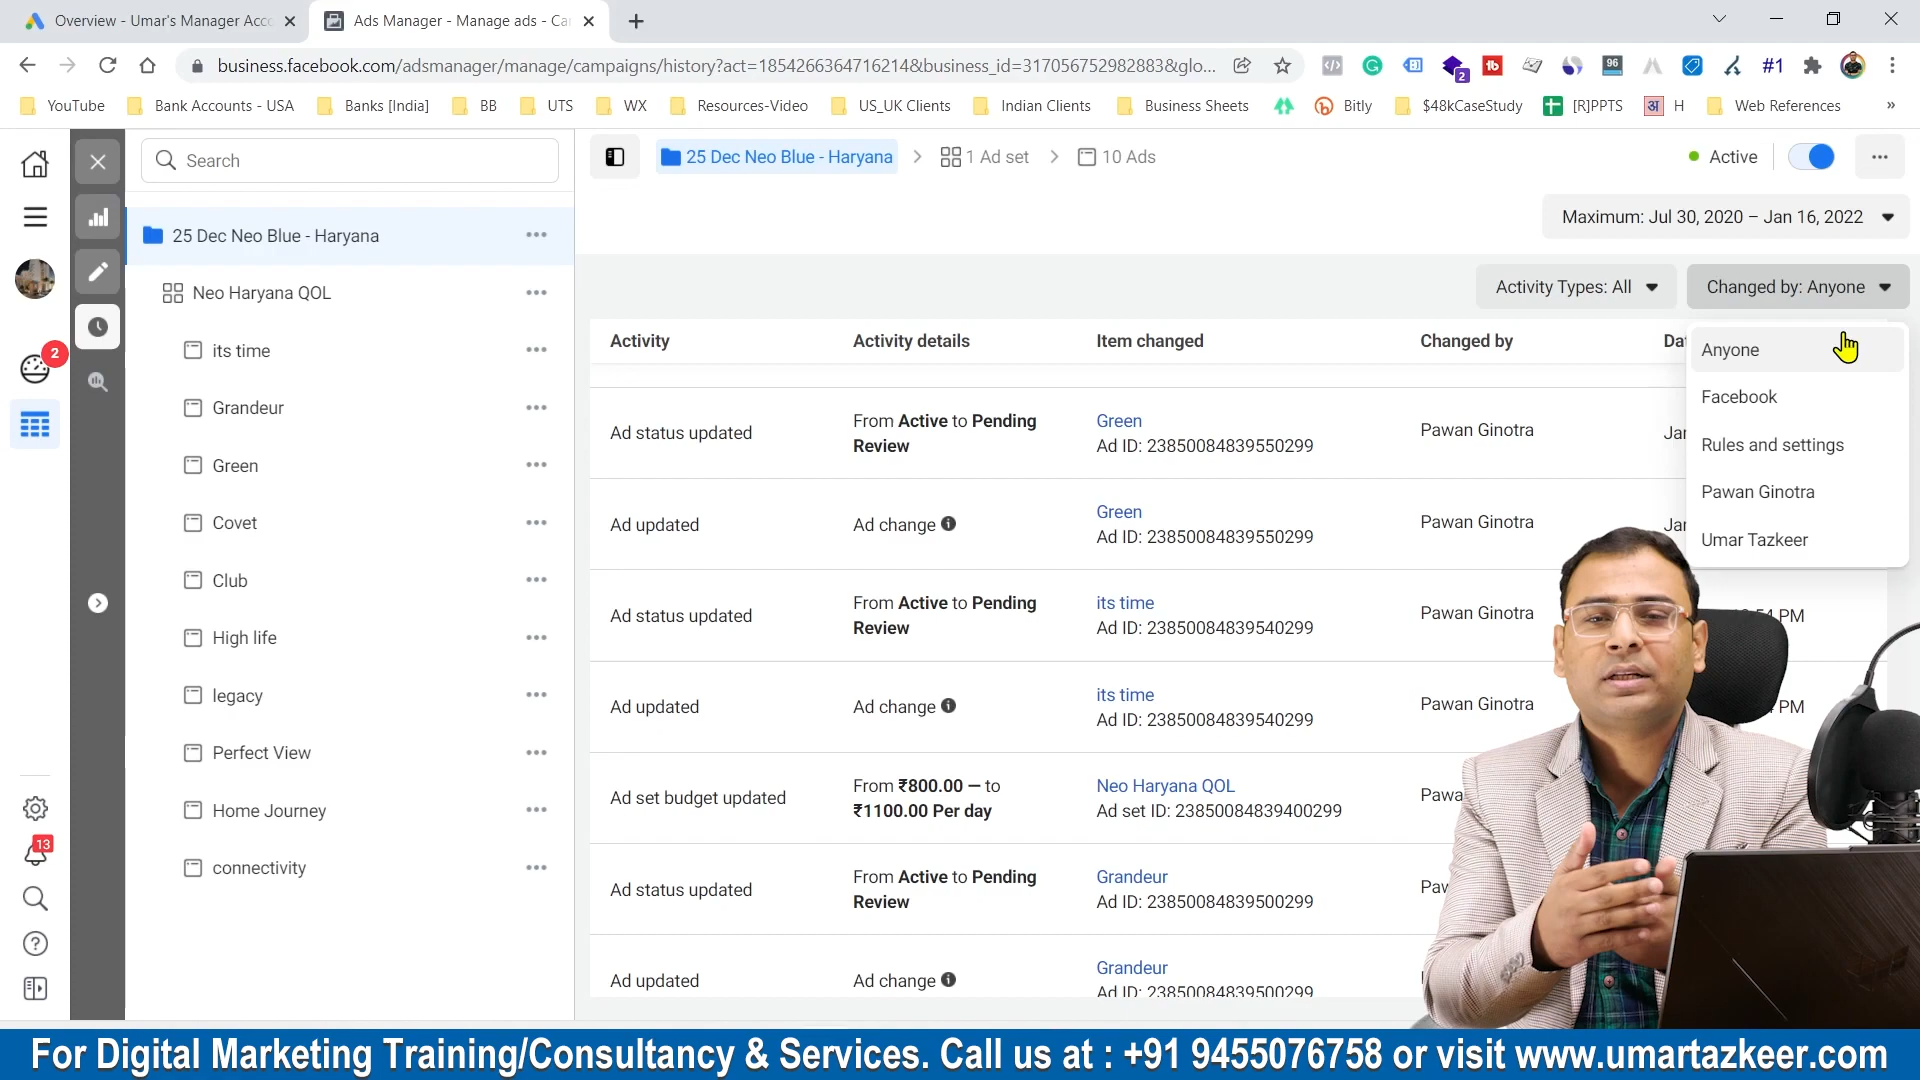 Overview - Umar's Manager Acc
Ads Manager - Manage ads - Ca
business.facebook.com/adsmanager/manage/campaigns/history?act=1854266364716214&business_id=317056752982883&glo...
2
96
#1
YouTube
Bank Accounts - USA
Banks [India]
BB
UTS
WX
Resources-Video
US_UK Clients
Indian Clients
Business Sheets
Bitly
$48kCaseStudy
[R]PPTS
अ
H
Web References
»
Search
25 Dec Neo Blue - Haryana
1 Ad set
10 Ads
Active
Maximum: Jul 30, 2020 – Jan 16, 2022
25 Dec Neo Blue - Haryana
Neo Haryana QOL
its time
Grandeur
Green
Covet
Club
High life
legacy
Perfect View
Home Journey
connectivity
2
13
Activity Types: All
Changed by: Anyone
Anyone
Facebook
Rules and settings
Pawan Ginotra
Umar Tazkeer
Activity Activity details Item changed Changed by
Ad status updated
From Active to Pending
Review
Green
Ad ID: 23850084839550299
Pawan Ginotra
Ad updated
Ad change
Green
Ad ID: 23850084839550299
Pawan Ginotra
Ad status updated
From Active to Pending
Review
its time
Ad ID: 23850084839540299
Pawan Ginotra
PM
Ad updated
Ad change
its time
Ad ID: 23850084839540299
Pawan Ginotra
PM
Ad set budget updated
From ₹800.00 — to
₹1100.00 Per day
Neo Haryana QOL
Ad set ID: 23850084839400299
Ad status updated
From Active to Pending
Review
Grandeur
Ad ID: 23850084839500299
Ad updated
Ad change
Grandeur
Ad ID: 23850084839500299
For Digital Marketing Training/Consultancy & Services. Call us at : +91 9455076758 or visit www.umartazkeer.com